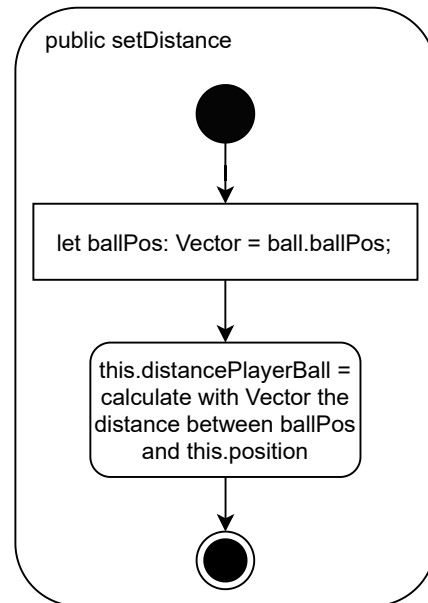 public setDistance
let ballPos: Vector = ball.ballPos;
this.distancePlayerBall =
calculate with Vector the
distance between ballPos
and this.position